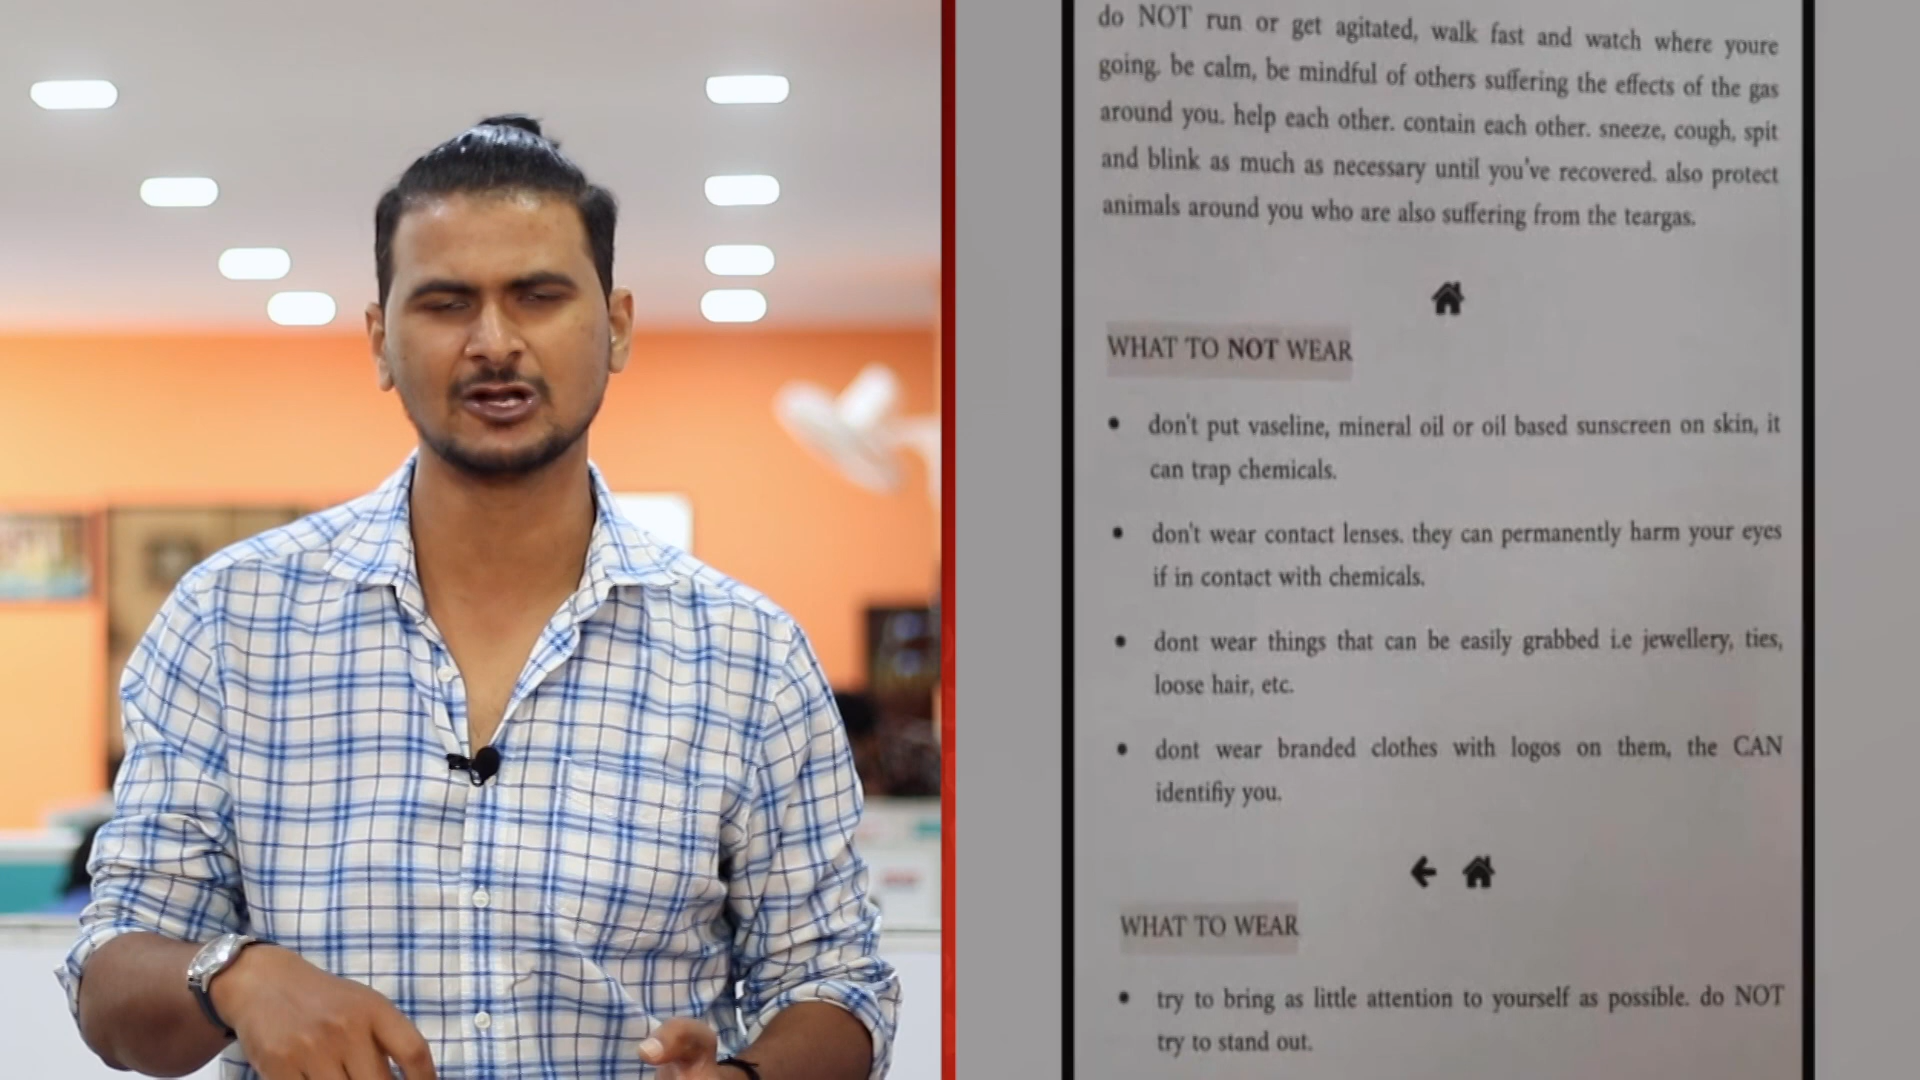 do NOT run or get agitated, walk fast and watch where youre
going. be calm, be mindful of others suffering the effects of the gas
around you. help each other. contain each other. sneeze, cough, spit
and blink as much as necessary until you've recovered. also protect
animals around you who are also suffering from the teargas.
WHAT TO NOT WEAR
• don't put vaseline, mineral oil or oil based sunscreen on skin, it
can trap chemicals.
• don't wear contact lenses. they can permanently harm your eyes
if in contact with chemicals.
• dont wear things that can be easily grabbed i.e jewellery, ties,
loose hair, etc.
• dont wear branded clothes with logos on them, the CAN
identifiy you.
WHAT TO WEAR
• try to bring as little attention to yourself as possible. do NOT
try to stand out.